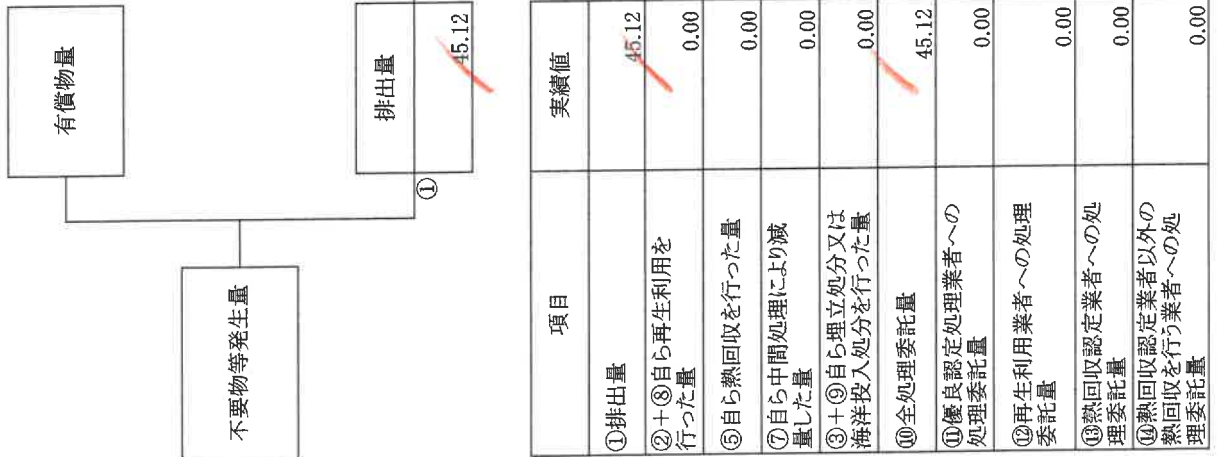 有償物量
不要物等発生量
①
排出量
45.12
項目
実績値
①排出量
45.12
②+⑧自ら再生利用を
行った量
0.00
⑤自ら熱回収を行った量
0.00
⑦自ら中間処理により減
量した量
0.00
③+⑨自ら埋立処分又は
海洋投入処分を行った量
0.00
⑩全処理委託量
45.12
⑪優良認定処理業者への
処理委託量
0.00
⑫再生利用業者への処理
委託量
0.00
⑬熱回収認定業者への処
理委託量
0.00
⑭熱回収認定業者以外の
熱回収を行う業者への処
理委託量
0.00